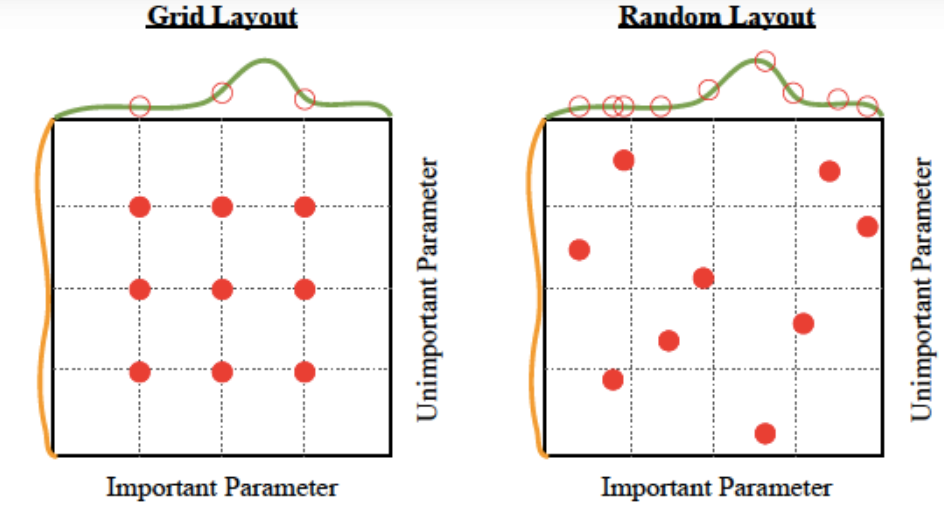 Grid Layout
Random Layout
Unimportant Parameter
Unimportant Parameter
Important Parameter
Important Parameter